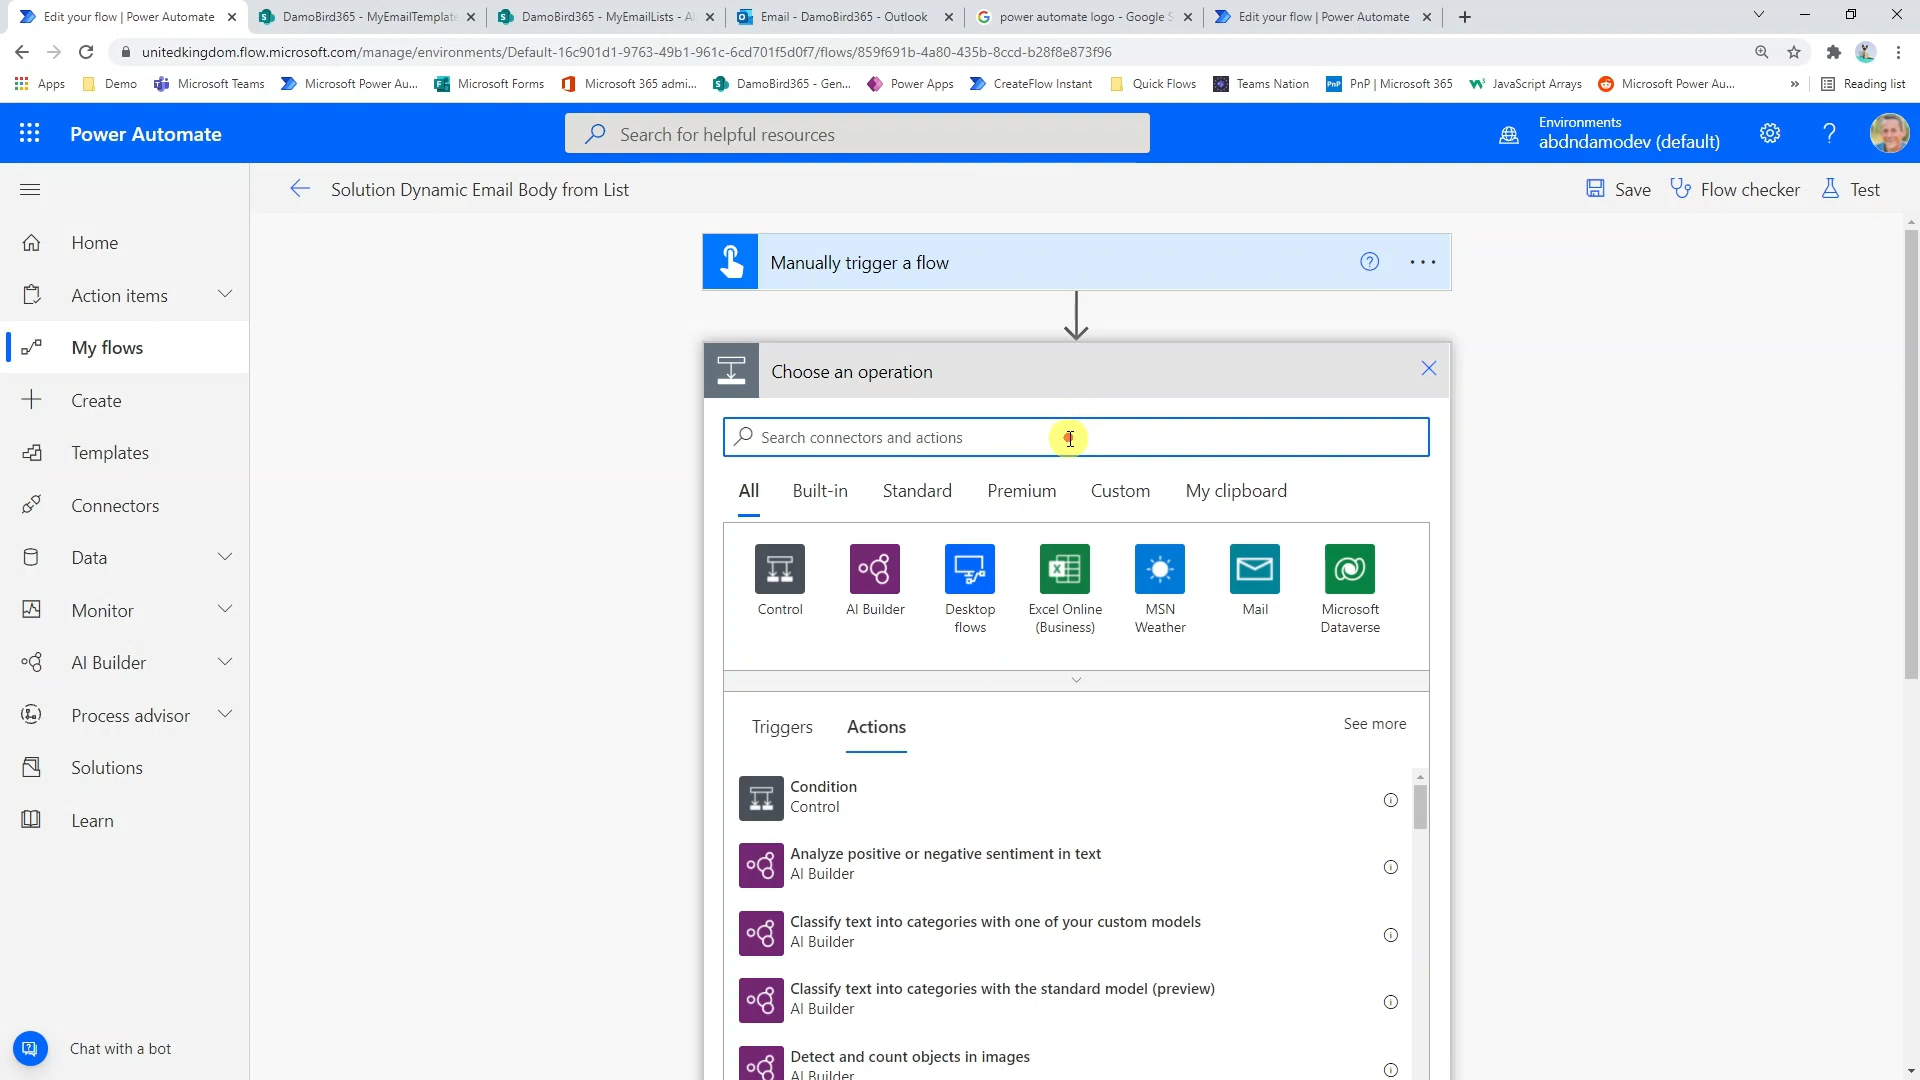 Edit your flow | Power Automate
DamoBird365 - MyEmailTemplate
DamoBird365 - MyEmailLists - Al
Email - DamoBird365 - Outlook
power automate logo - Google S
Edit your flow | Power Automate
unitedkingdom.flow.microsoft.com/manage/environments/Default-16c901d1-9763-49b1-961c-6cd701f5d0f7/flows/859f691b-4a80-435b-8ccd-b28f8e873f96
Apps
Demo
Microsoft Teams
Microsoft Power Au...
Microsoft Forms
Microsoft 365 admi...
DamoBird365 - Gen...
Power Apps
CreateFlow Instant
Quick Flows
Teams Nation
PnP | Microsoft 365
JavaScript Arrays
Microsoft Power Au...
Reading list
Power Automate
Search for helpful resources
Environments
abdndamodev (default)
Solution Dynamic Email Body from List
Save
Flow checker
Test
Home
Action items
My flows
Create
Templates
Connectors
Data
Monitor
AI Builder
Process advisor
Solutions
Learn
Chat with a bot
Manually trigger a flow
Choose an operation
Search connectors and actions
All
Built-in
Standard
Premium
Custom
My clipboard
Control
AI Builder
Desktop
flows
Excel Online
(Business)
MSN
Weather
Mail
Microsoft
Dataverse
Triggers
Actions
See more
Condition
Control
Analyze positive or negative sentiment in text
AI Builder
Classify text into categories with one of your custom models
AI Builder
Classify text into categories with the standard model (preview)
AI Builder
Detect and count objects in images
AI Builder